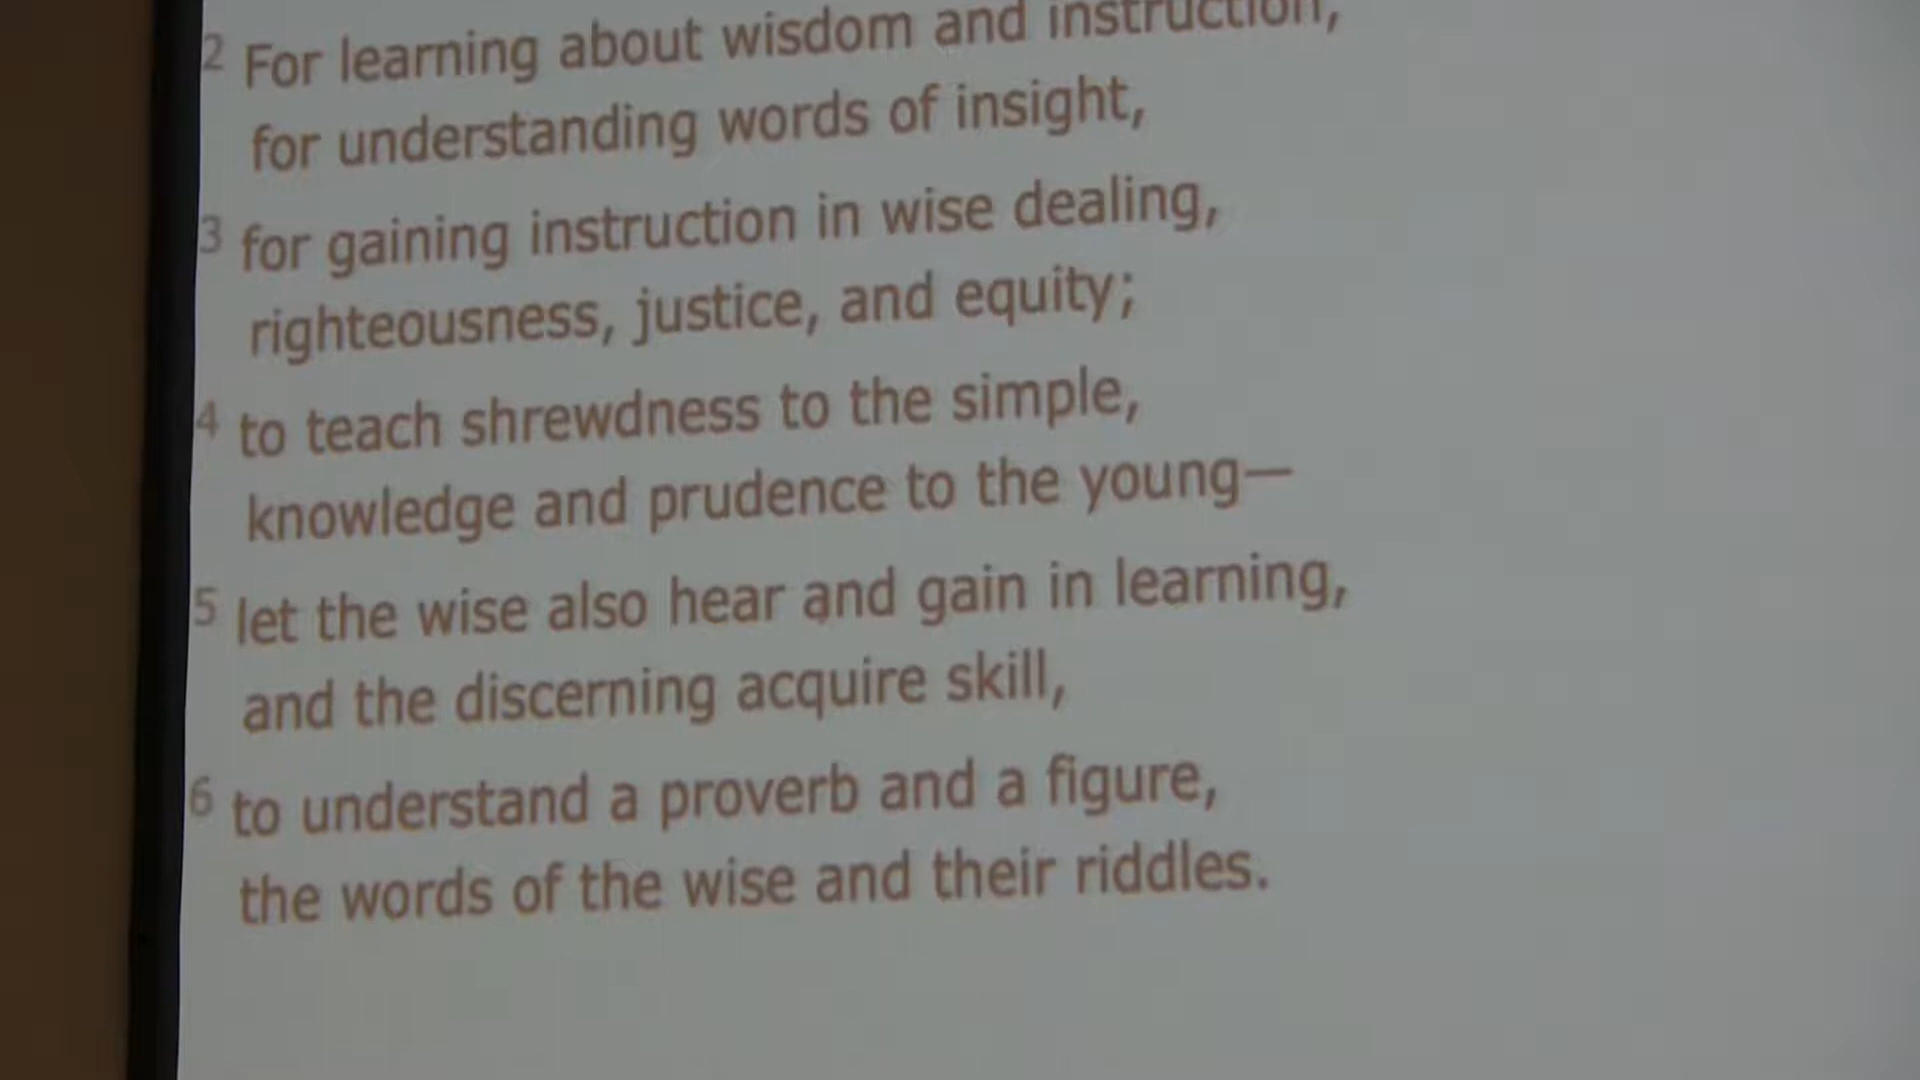 2 For learning about wisdom and instruction,
for understanding words of insight,
3 for gaining instruction in wise dealing,
righteousness, justice, and equity;
4 to teach shrewdness to the simple,
knowledge and prudence to the young—
5 let the wise also hear and gain in learning,
and the discerning acquire skill,
6 to understand a proverb and a figure,
the words of the wise and their riddles.